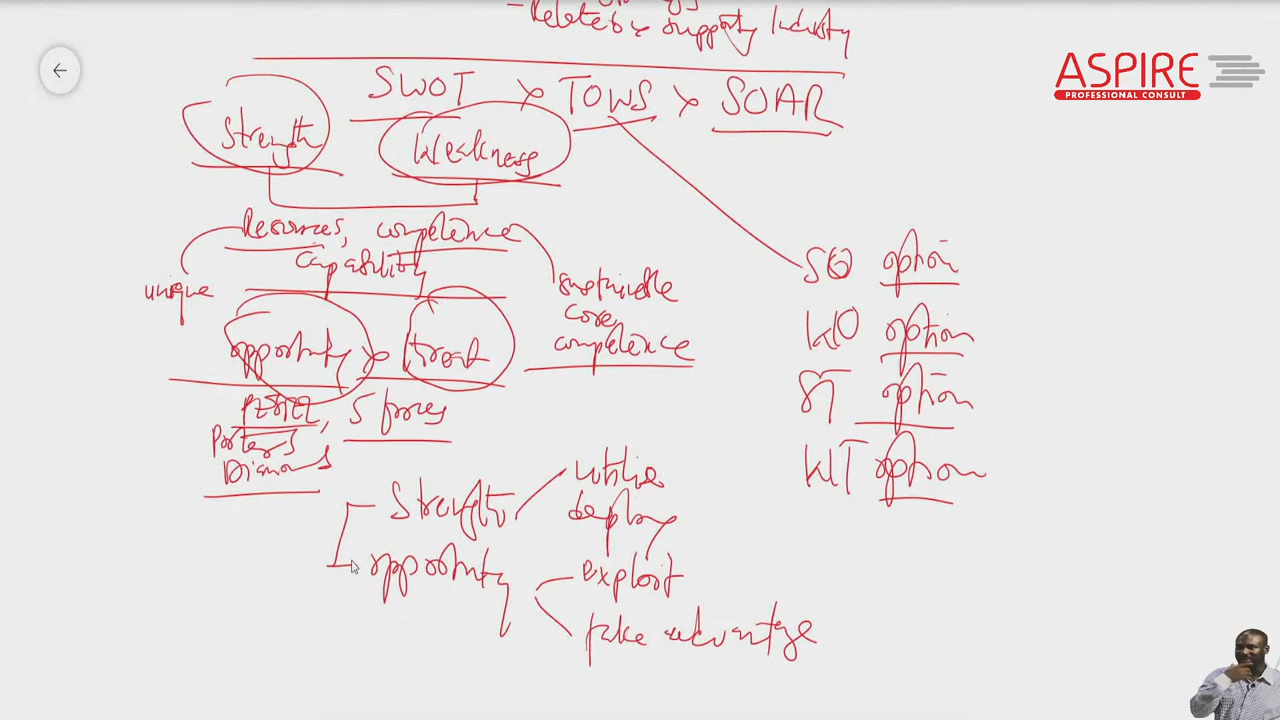 - Related & supporty Industry
ASPIRE
PROFESSIONAL CONSULT
SWOT > TOWS > SOAR
Strength Weakness
Resources, competence
capability
unique
sustainable
core
competence
opportunity > treat
PESTEL, 5 forces
Porter's
Diamond
SO option
WO option
ST option
WT option
Strength
utilise
deploy
opportunity
exploit
take advantage